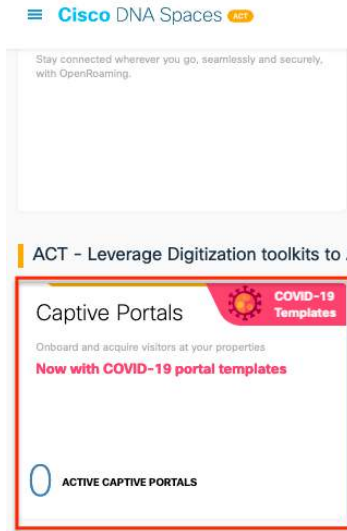 Cisco DNA Spaces ACT
Stay connected wherever you go, seamlessly and securely,
with OpenRoaming.
ACT - Leverage Digitization toolkits to
COVID-19
Templates
Captive Portals
Onboard and acquire visitors at your properties
Now with COVID-19 portal templates
0 ACTIVE CAPTIVE PORTALS